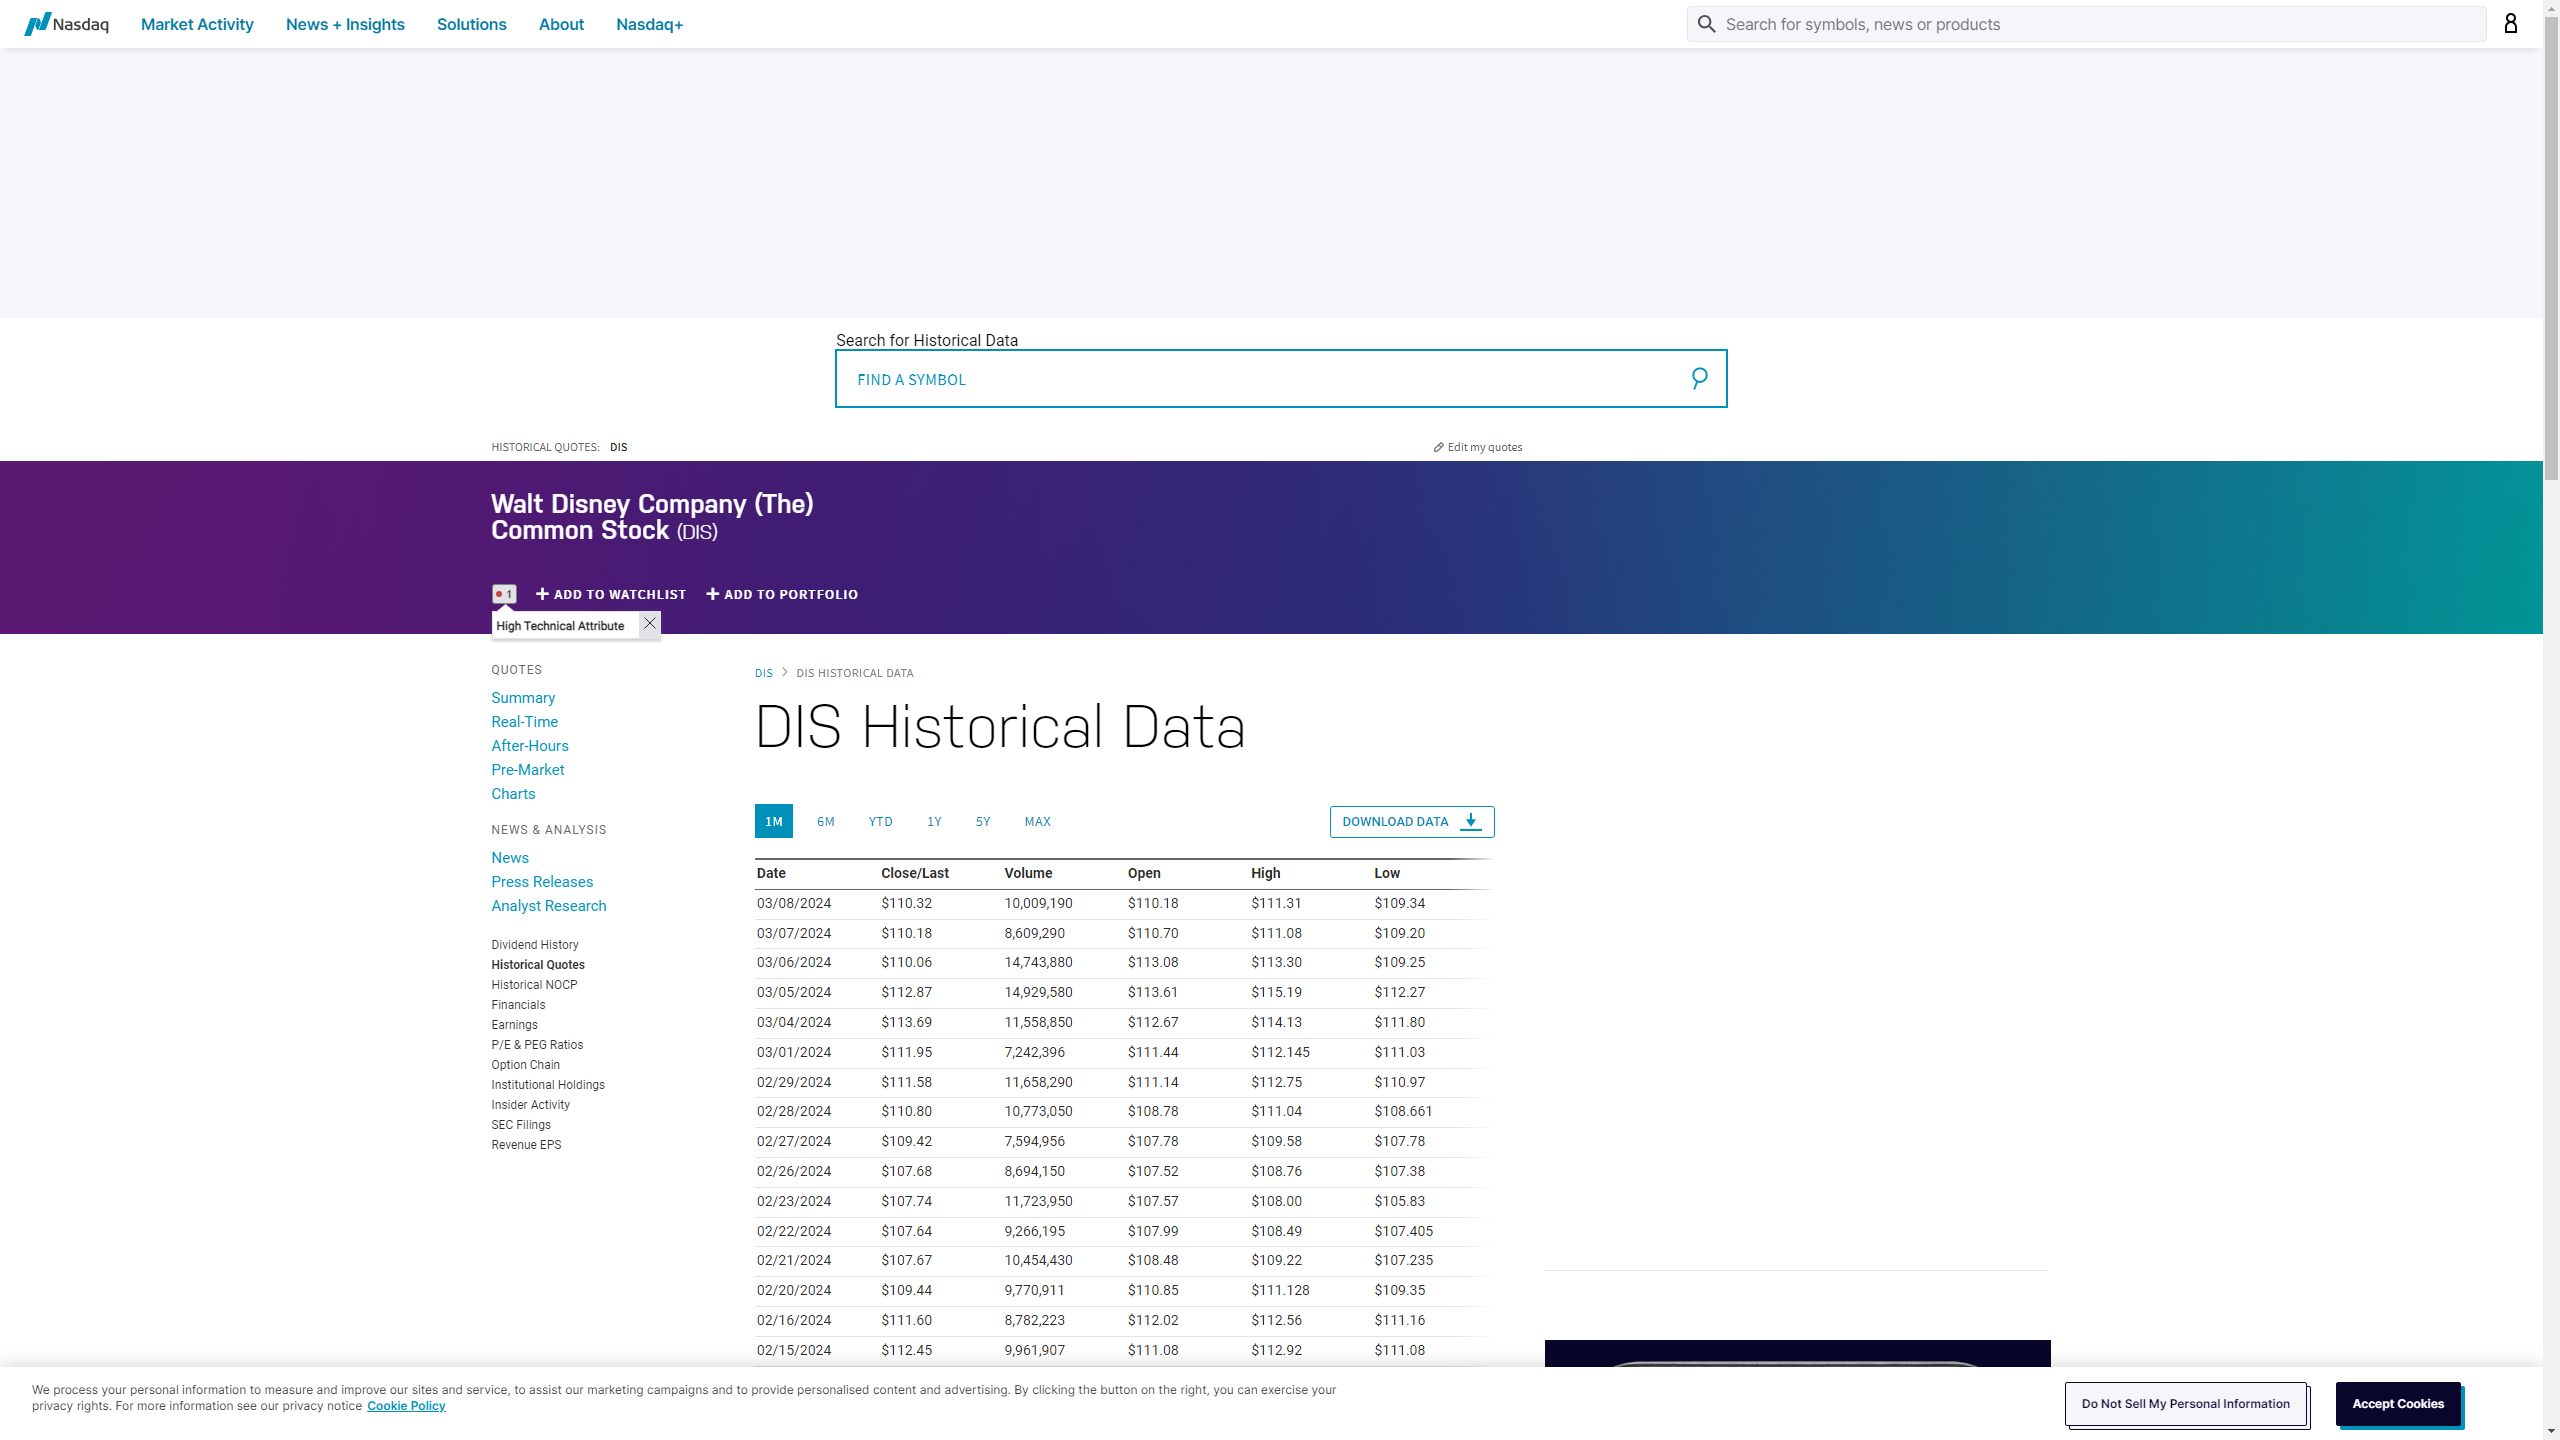 Nasdaq
Market Activity
News + Insights
Solutions
About
Nasdaq+
Search for symbols, news or products
Search for Historical Data
FIND A SYMBOL
HISTORICAL QUOTES: DIS
Edit my quotes
Walt Disney Company (The)
Common Stock (DIS)
1
ADD TO WATCHLIST
ADD TO PORTFOLIO
High Technical Attribute
QUOTES
Summary
Real-Time
After-Hours
Pre-Market
Charts
NEWS & ANALYSIS
News
Press Releases
Analyst Research
Dividend History
Historical Quotes
Historical NOCP
Financials
Earnings
P/E & PEG Ratios
Option Chain
Institutional Holdings
Insider Activity
SEC Filings
Revenue EPS
DIS > DIS HISTORICAL DATA
DIS Historical Data
1M 6M YTD 1Y 5Y MAX
DOWNLOAD DATA
Date Close/Last Volume Open High Low
03/08/2024 $110.32 10,009,190 $110.18 $111.31 $109.34
03/07/2024 $110.18 8,609,290 $110.70 $111.08 $109.20
03/06/2024 $110.06 14,743,880 $113.08 $113.30 $109.25
03/05/2024 $112.87 14,929,580 $113.61 $115.19 $112.27
03/04/2024 $113.69 11,558,850 $112.67 $114.13 $111.80
03/01/2024 $111.95 7,242,396 $111.44 $112.145 $111.03
02/29/2024 $111.58 11,658,290 $111.14 $112.75 $110.97
02/28/2024 $110.80 10,773,050 $108.78 $111.04 $108.661
02/27/2024 $109.42 7,594,956 $107.78 $109.58 $107.78
02/26/2024 $107.68 8,694,150 $107.52 $108.76 $107.38
02/23/2024 $107.74 11,723,950 $107.57 $108.00 $105.83
02/22/2024 $107.64 9,266,195 $107.99 $108.49 $107.405
02/21/2024 $107.67 10,454,430 $108.48 $109.22 $107.235
02/20/2024 $109.44 9,770,911 $110.85 $111.128 $109.35
02/16/2024 $111.60 8,782,223 $112.02 $112.56 $111.16
02/15/2024 $112.45 9,961,907 $111.08 $112.92 $111.08
We process your personal information to measure and improve our sites and service, to assist our marketing campaigns and to provide personalised content and advertising. By clicking the button on the right, you can exercise your
privacy rights. For more information see our privacy notice Cookie Policy
Do Not Sell My Personal Information
Accept Cookies